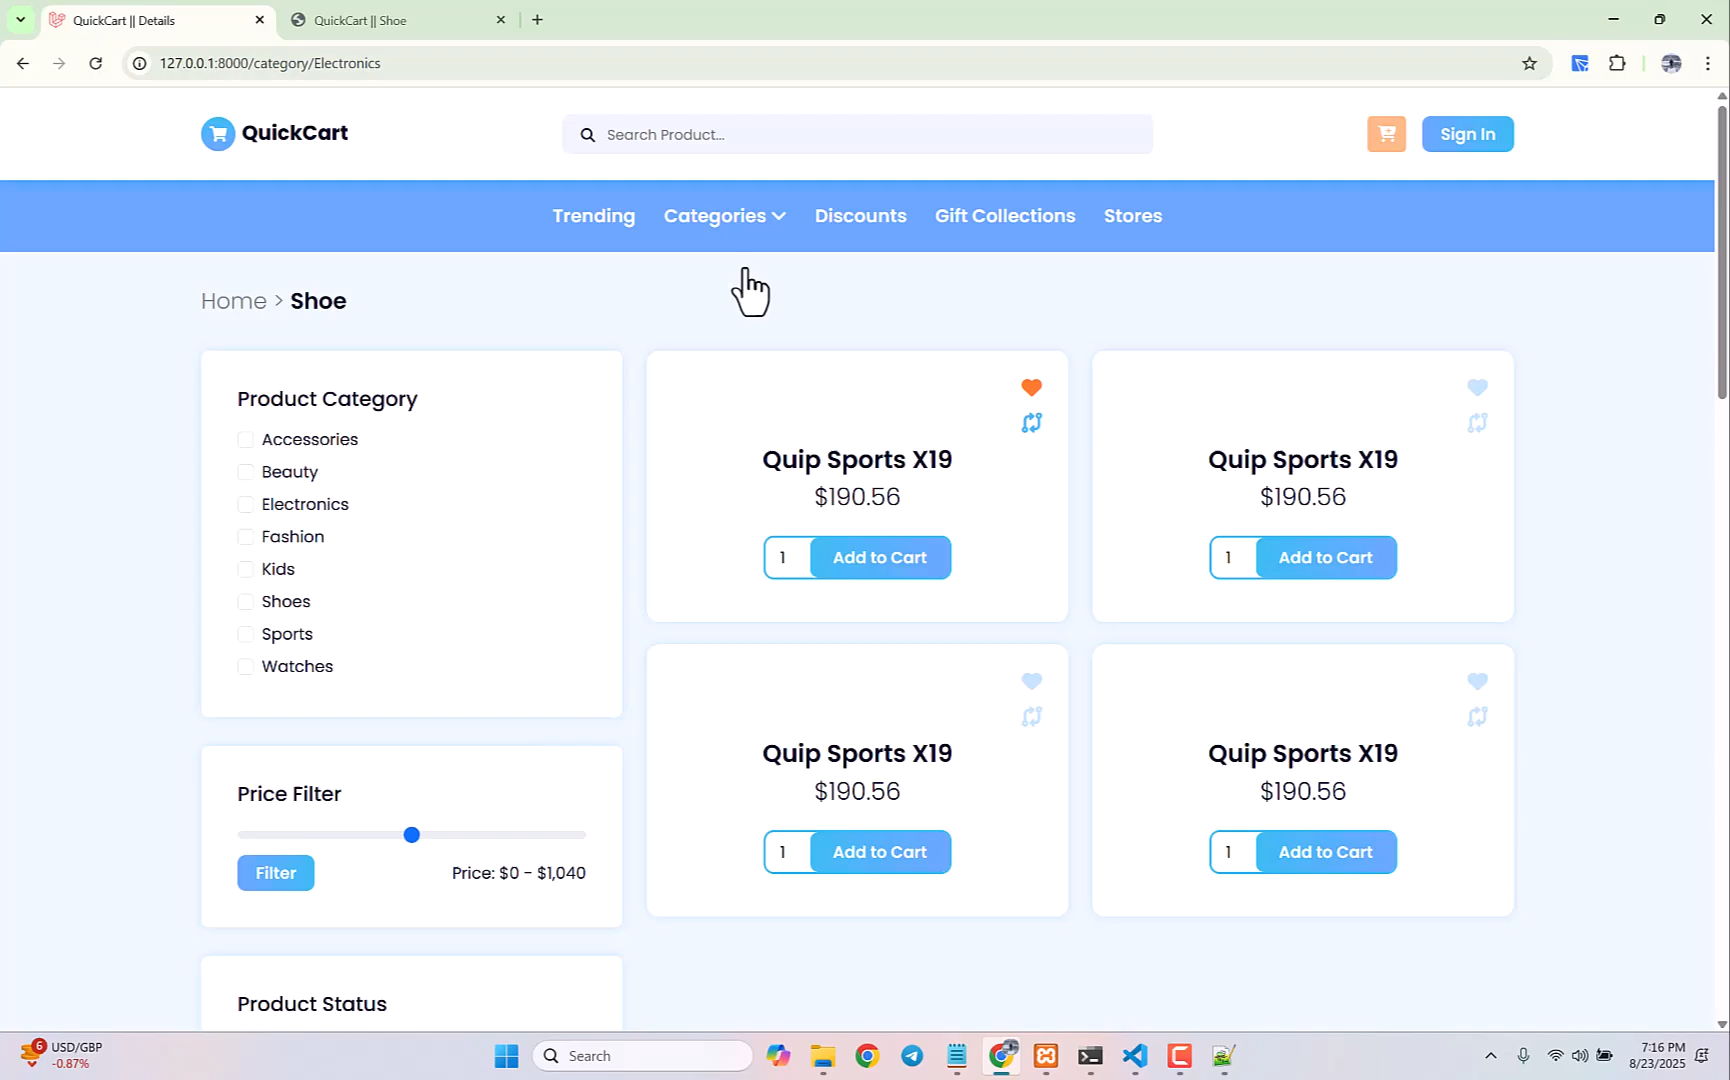 QuickCart || Details
QuickCart || Shoe
127.0.0.1:8000/category/Electronics
QuickCart
Search Product...
Sign In
Trending
Categories
Discounts
Gift Collections
Stores
Home > Shoe
Product Category
Accessories
Beauty
Electronics
Fashion
Kids
Shoes
Sports
Watches
Price Filter
Filter
Price: $0 - $1,040
Product Status
Quip Sports X19
$190.56
1
Add to Cart
Quip Sports X19
$190.56
1
Add to Cart
Quip Sports X19
$190.56
1
Add to Cart
Quip Sports X19
$190.56
1
Add to Cart
6
USD/GBP
-0.87%
Search
7:16 PM
8/23/2025